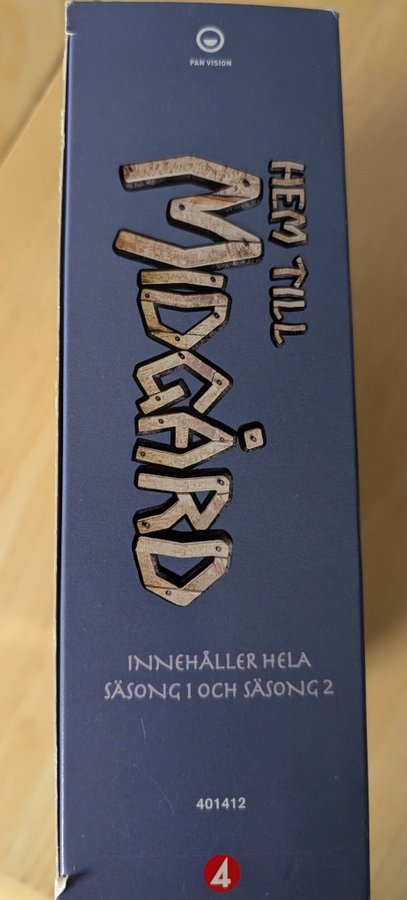 PAN VISION
HEM TILL
MIDGÅRD
INNEHÅLLER HELA
SÄSONG 1 OCH SÄSONG 2
401412
4